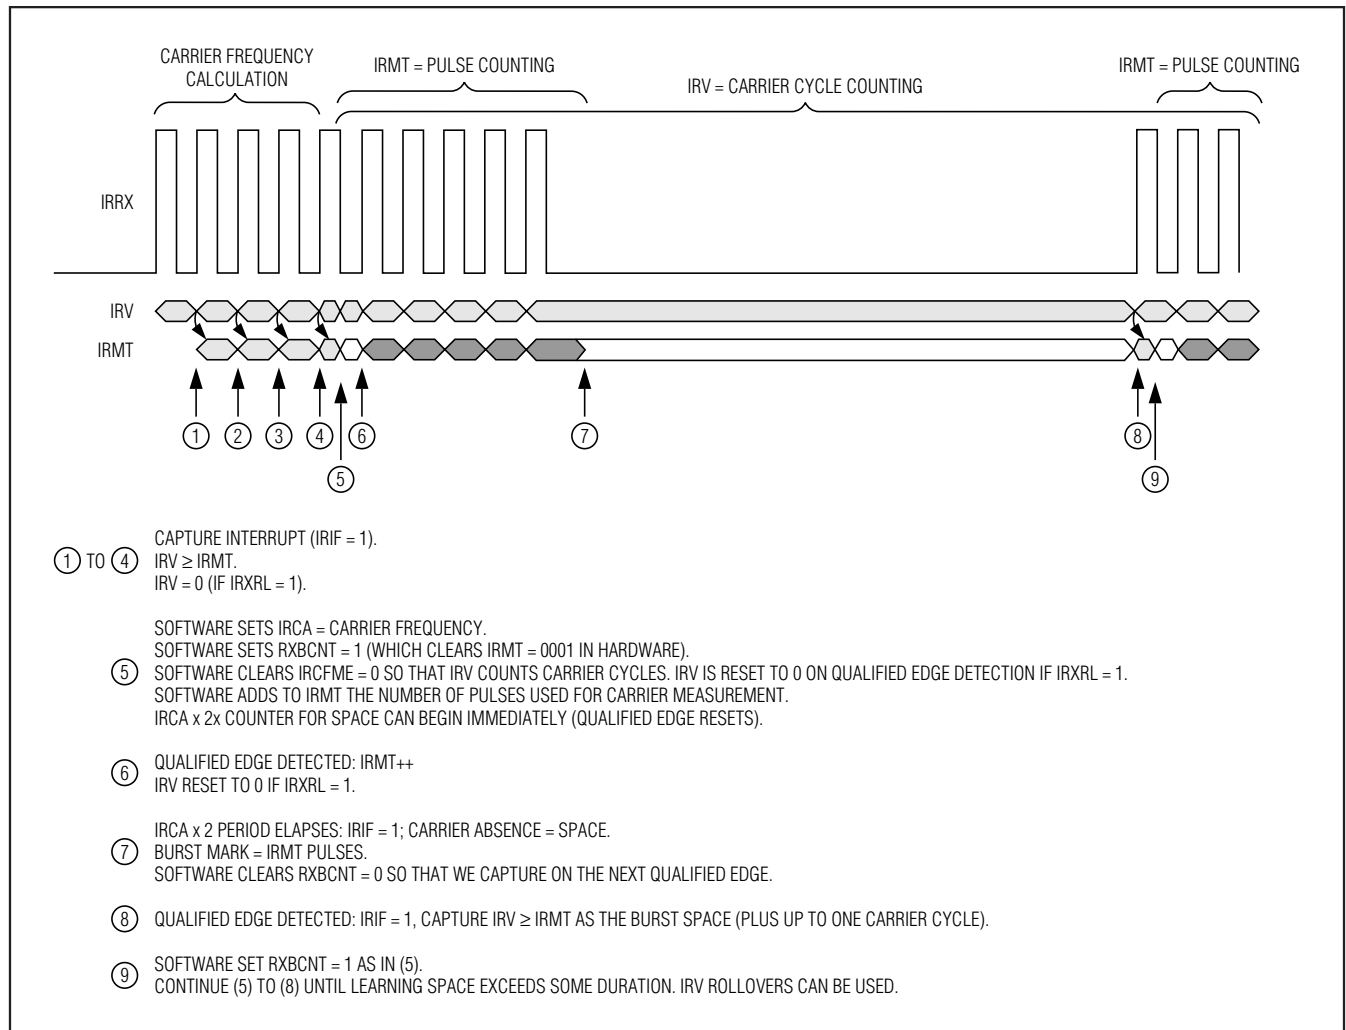 CARRIER FREQUENCY
CALCULATION
IRMT = PULSE COUNTING
IRV = CARRIER CYCLE COUNTING
IRMT = PULSE COUNTING
IRRX
IRV
IRMT
1 2 3 4 6 7 8
5 9
1 TO 4
CAPTURE INTERRUPT (IRIF = 1).
IRV ≥ IRMT.
IRV = 0 (IF IRXRL = 1).
5
SOFTWARE SETS IRCA = CARRIER FREQUENCY.
SOFTWARE SETS RXBCNT = 1 (WHICH CLEARS IRMT = 0001 IN HARDWARE).
SOFTWARE CLEARS IRCFME = 0 SO THAT IRV COUNTS CARRIER CYCLES. IRV IS RESET TO 0 ON QUALIFIED EDGE DETECTION IF IRXRL = 1.
SOFTWARE ADDS TO IRMT THE NUMBER OF PULSES USED FOR CARRIER MEASUREMENT.
IRCA x 2x COUNTER FOR SPACE CAN BEGIN IMMEDIATELY (QUALIFIED EDGE RESETS).
6
QUALIFIED EDGE DETECTED: IRMT++
IRV RESET TO 0 IF IRXRL = 1.
7
IRCA x 2 PERIOD ELAPSES: IRIF = 1; CARRIER ABSENCE = SPACE.
BURST MARK = IRMT PULSES.
SOFTWARE CLEARS RXBCNT = 0 SO THAT WE CAPTURE ON THE NEXT QUALIFIED EDGE.
8
QUALIFIED EDGE DETECTED: IRIF = 1, CAPTURE IRV ≥ IRMT AS THE BURST SPACE (PLUS UP TO ONE CARRIER CYCLE).
9
SOFTWARE SET RXBCNT = 1 AS IN (5).
CONTINUE (5) TO (8) UNTIL LEARNING SPACE EXCEEDS SOME DURATION. IRV ROLLOVERS CAN BE USED.